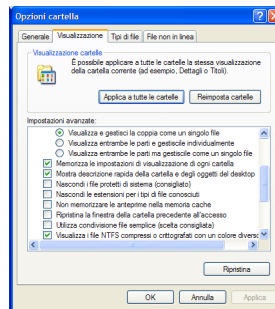 Opzioni cartella
Generale Visualizzazione Tipi di file File non in linea
Visualizzazione cartelle
È possibile applicare a tutte le cartelle la stessa visualizzazione
della cartella corrente (ad esempio, Dettagli o Titoli).
Applica a tutte le cartelle Reimposta cartelle
Impostazioni avanzate:
Visualizza e gestisci la coppia come un singolo file
Visualizza entrambe le parti e gestiscile individualmente
Visualizza entrambe le parti ma gestiscile come un singolo file
Memorizza le impostazioni di visualizzazione di ogni cartella
Mostra descrizione rapida della cartella e degli oggetti del desktop
Nascondi i file protetti di sistema (consigliato)
Nascondi le estensioni per i tipi di file conosciuti
Non memorizzare le anteprime nella memoria cache
Ripristina la finestra della cartella precedente all'accesso
Utilizza condivisione file semplice (scelta consigliata)
Visualizza i file NTFS compressi o crittografati con un colore diverso
Ripristina
OK Annulla Applica